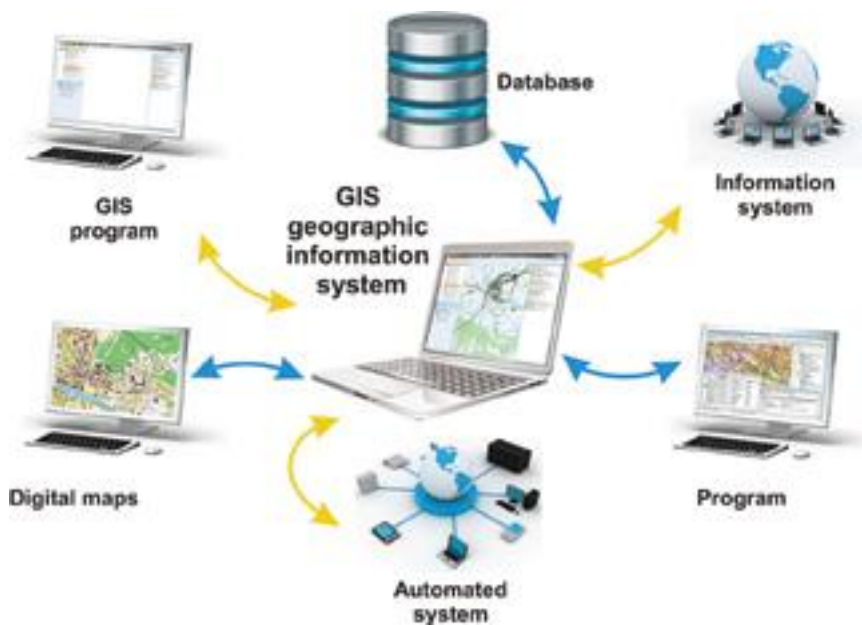 Database
GIS
program
GIS
geographic
information
system
Information
system
Digital maps
Program
Automated
system